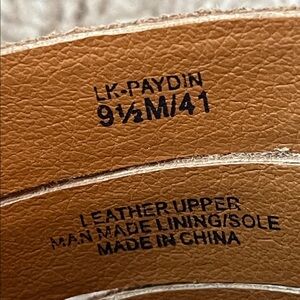 LK-PAYDIN
9½M/41
LEATHER UPPER
MAN MADE LINING/SOLE
MADE IN CHINA